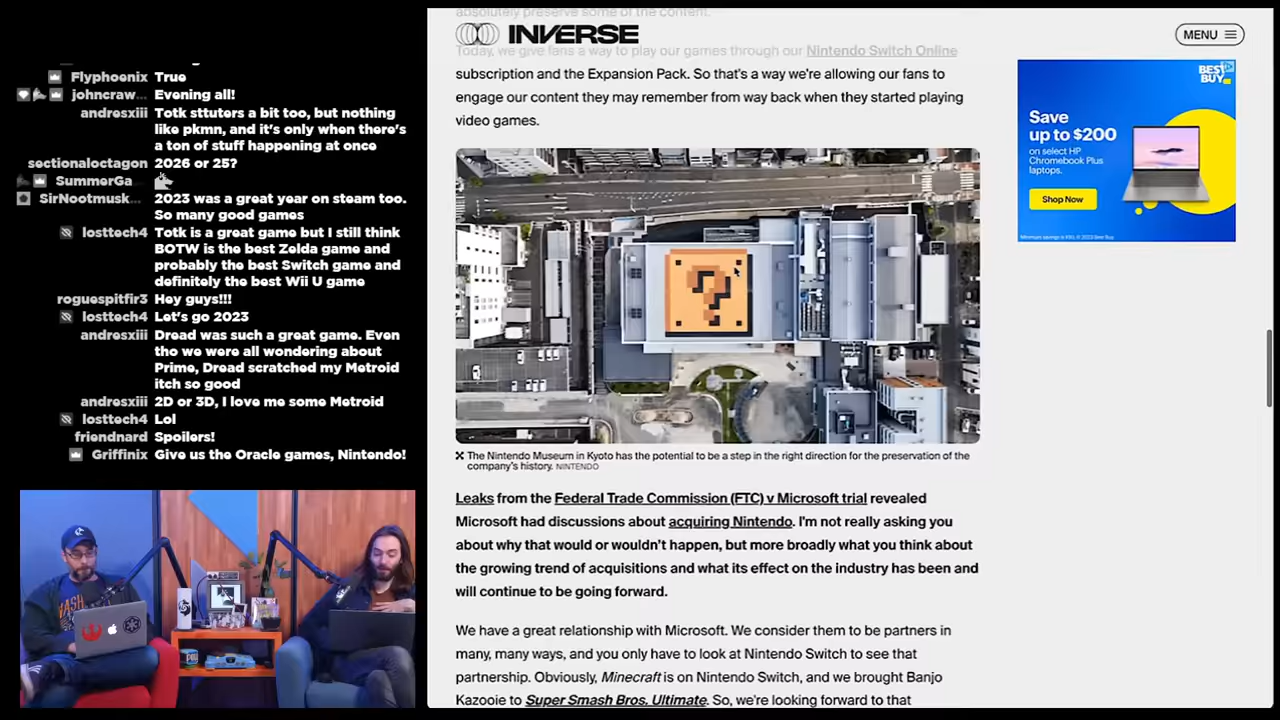 Flyphoenix True
johncraw... Evening all!
andresxiii Totk sttuters a bit too, but nothing
like pkmn, and it's only when there's
a ton of stuff happening at once
sectionaloctagon 2026 or 25?
SummerGa...
SirNootmusk... 2023 was a great year on steam too.
So many good games
losttech4 Totk is a great game but I still think
BOTW is the best Zelda game and
probably the best Switch game and
definitely the best Wii U game
roguespitfir3 Hey guys!!!
losttech4 Let's go 2023
andresxiii Dread was such a great game. Even
tho we were all wondering about
Prime, Dread scratched my Metroid
itch so good
andresxiii 2D or 3D, I love me some Metroid
losttech4 Lol
friendnard Spoilers!
Griffinix Give us the Oracle games, Nintendo!
absolutely preserve some of the content.
INVERSE
MENU
Today, we give fans a way to play our games through our Nintendo Switch Online
subscription and the Expansion Pack. So that's a way we're allowing our fans to
engage our content they may remember from way back when they started playing
video games.
The Nintendo Museum in Kyoto has the potential to be a step in the right direction for the preservation of the
company's history. NINTENDO
Leaks from the Federal Trade Commission (FTC) v Microsoft trial revealed
Microsoft had discussions about acquiring Nintendo. I'm not really asking you
about why that would or wouldn't happen, but more broadly what you think about
the growing trend of acquisitions and what its effect on the industry has been and
will continue to be going forward.
We have a great relationship with Microsoft. We consider them to be partners in
many, many ways, and you only have to look at Nintendo Switch to see that
partnership. Obviously, Minecraft is on Nintendo Switch, and we brought Banjo
Kazooie to Super Smash Bros. Ultimate. So, we're looking forward to that
BEST
BUY
Save
up to $200
on select HP
Chromebook Plus
laptops.
Shop Now